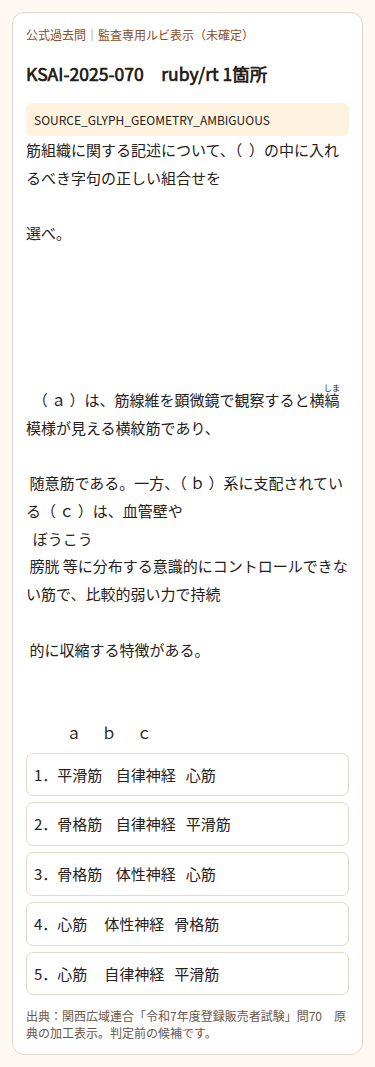 公式過去問｜監査専用ルビ表示（未確定）
KSAI-2025-070　ruby/rt 1箇所
SOURCE_GLYPH_GEOMETRY_AMBIGUOUS
筋組織に関する記述について、（ ）の中に入れ
るべき字句の正しい組合せを
選べ。
しま
（ a ）は、筋線維を顕微鏡で観察すると横縞
模様が見える横紋筋であり、
随意筋である。一方、（ b ）系に支配されてい
る（ c ）は、血管壁や
ぼうこう
膀胱 等に分布する意識的にコントロールできな
い筋で、比較的弱い力で持続
的に収縮する特徴がある。
a　b　c
1．平滑筋　自律神経　心筋
2．骨格筋　自律神経　平滑筋
3．骨格筋　体性神経　心筋
4．心筋　体性神経　骨格筋
5．心筋　自律神経　平滑筋
出典：関西広域連合「令和7年度登録販売者試験」問70　原
典の加工表示。判定前の候補です。